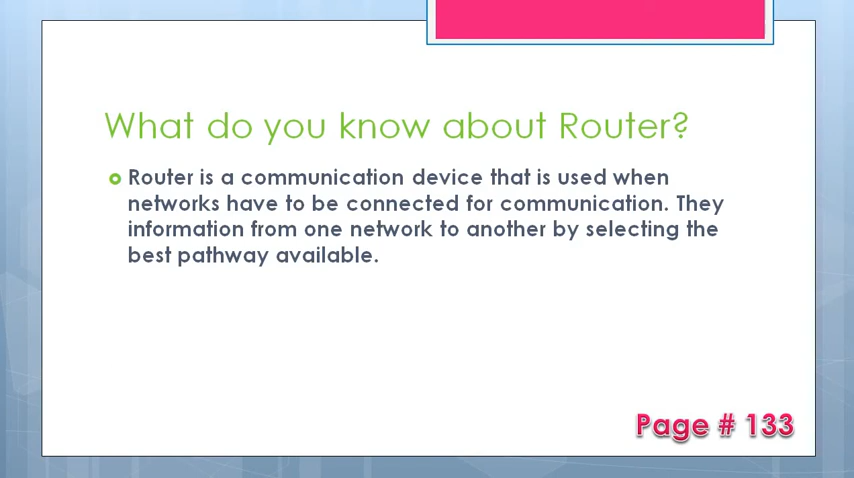 What do you know about Router?
Router is a communication device that is used when
networks have to be connected for communication. They
information from one network to another by selecting the
best pathway available.
Page # 133